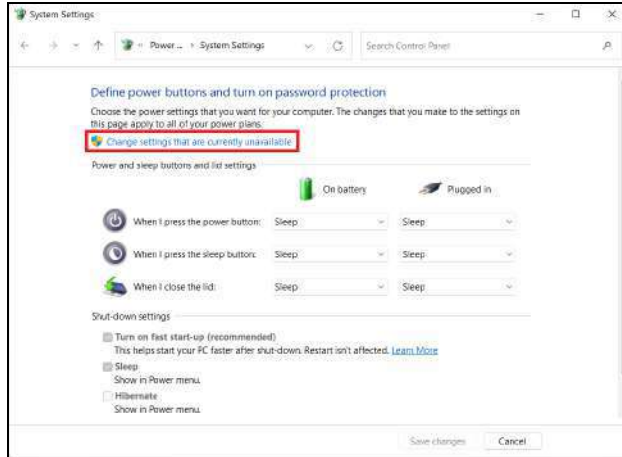 System Settings
Power ... System Settings
Search Control Panel
Define power buttons and turn on password protection
Choose the power settings that you want for your computer. The changes that you make to the settings on
this page apply to all of your power plans.
Change settings that are currently unavailable
Power and sleep buttons and lid settings
On battery Plugged in
When I press the power button: Sleep Sleep
When I press the sleep button: Sleep Sleep
When I close the lid: Sleep Sleep
Shut-down settings
Turn on fast start-up (recommended)
This helps start your PC faster after shut-down. Restart isn't affected. Learn More
Sleep
Show in Power menu.
Hibernate
Show in Power menu.
Save changes Cancel